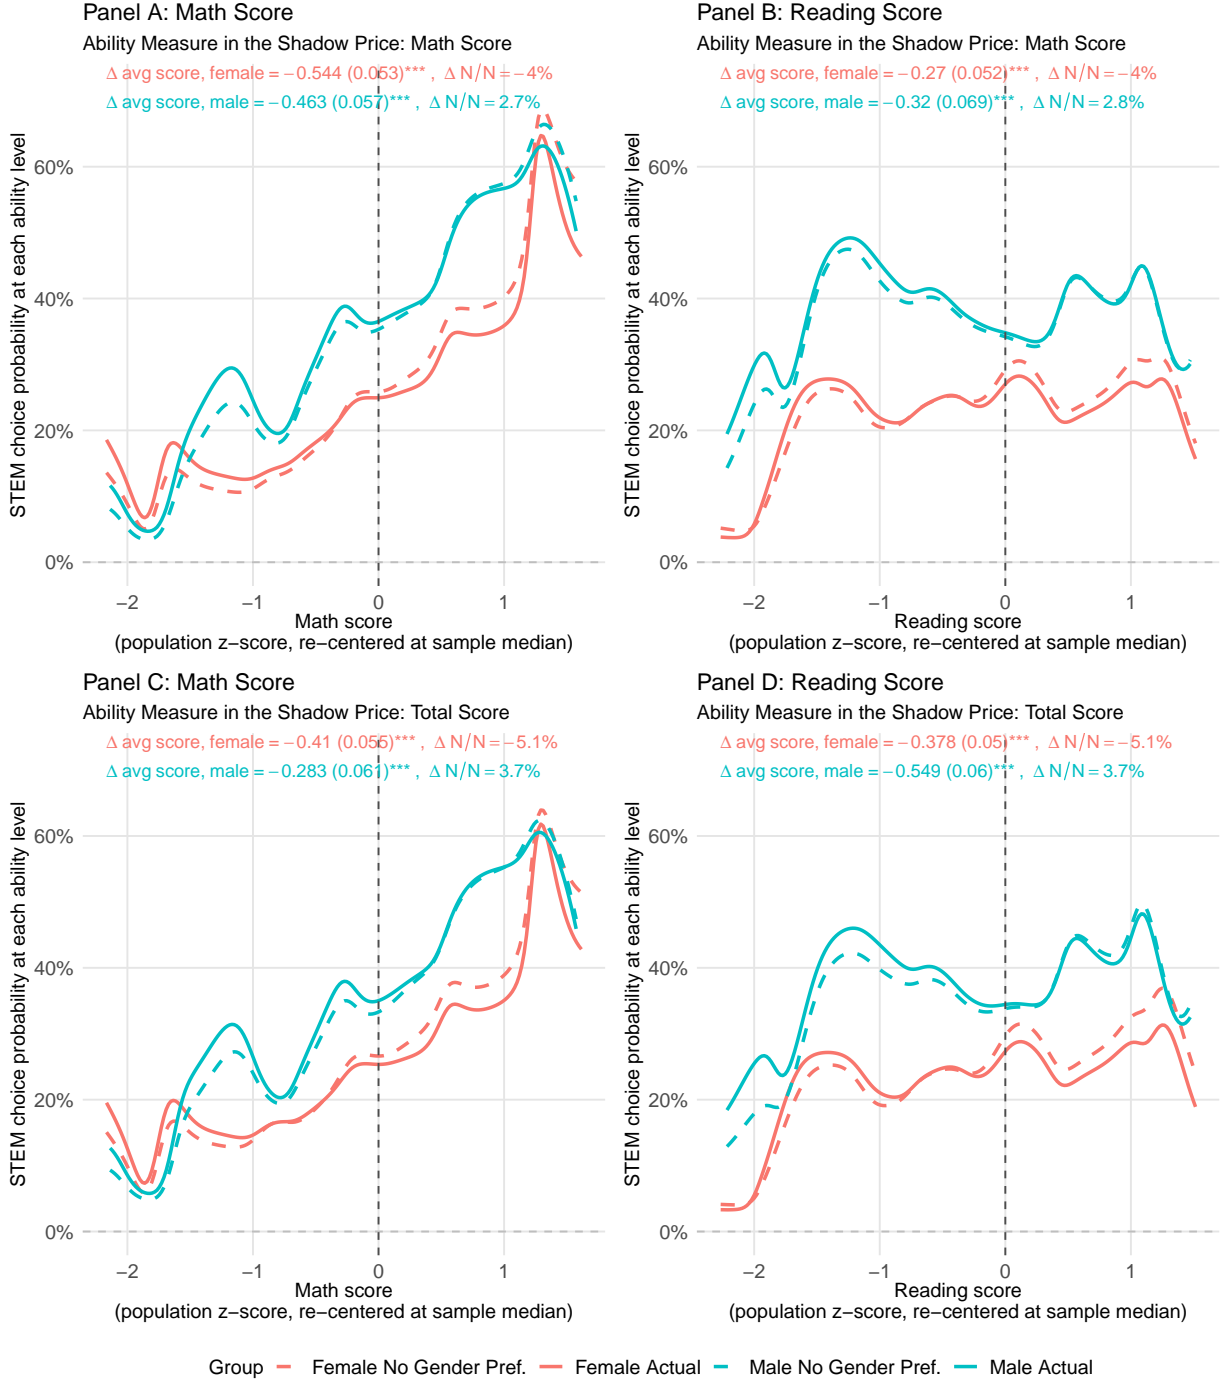 Panel A: Math Score
Ability Measure in the Shadow Price: Math Score
Δ avg score, female = −0.544 (0.053)*** , Δ N/N = −4%
Δ avg score, male = −0.463 (0.057)*** , Δ N/N = 2.7%
STEM choice probability at each ability level
60%
40%
20%
0%
−2 −1 0 1
Math score
(population z−score, re−centered at sample median)
Panel B: Reading Score
Ability Measure in the Shadow Price: Math Score
Δ avg score, female = −0.27 (0.052)*** , Δ N/N = −4%
Δ avg score, male = −0.32 (0.069)*** , Δ N/N = 2.8%
STEM choice probability at each ability level
60%
40%
20%
0%
−2 −1 0 1
Reading score
(population z−score, re−centered at sample median)
Panel C: Math Score
Ability Measure in the Shadow Price: Total Score
Δ avg score, female = −0.41 (0.055)*** , Δ N/N = −5.1%
Δ avg score, male = −0.283 (0.061)*** , Δ N/N = 3.7%
STEM choice probability at each ability level
60%
40%
20%
0%
−2 −1 0 1
Math score
(population z−score, re−centered at sample median)
Panel D: Reading Score
Ability Measure in the Shadow Price: Total Score
Δ avg score, female = −0.378 (0.05)*** , Δ N/N = −5.1%
Δ avg score, male = −0.549 (0.06)*** , Δ N/N = 3.7%
STEM choice probability at each ability level
60%
40%
20%
0%
−2 −1 0 1
Reading score
(population z−score, re−centered at sample median)
Group Female No Gender Pref. Female Actual Male No Gender Pref. Male Actual